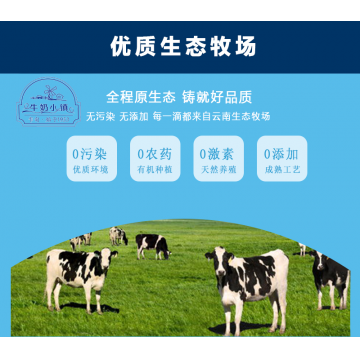 优质生态牧场
牛奶小镇
全程原生态 铸就好品质
无污染 无添加 每一滴都来自云南生态牧场
0污染
0农药
0激素
0添加
优质环境
有机种植
天然养殖
成熟工艺